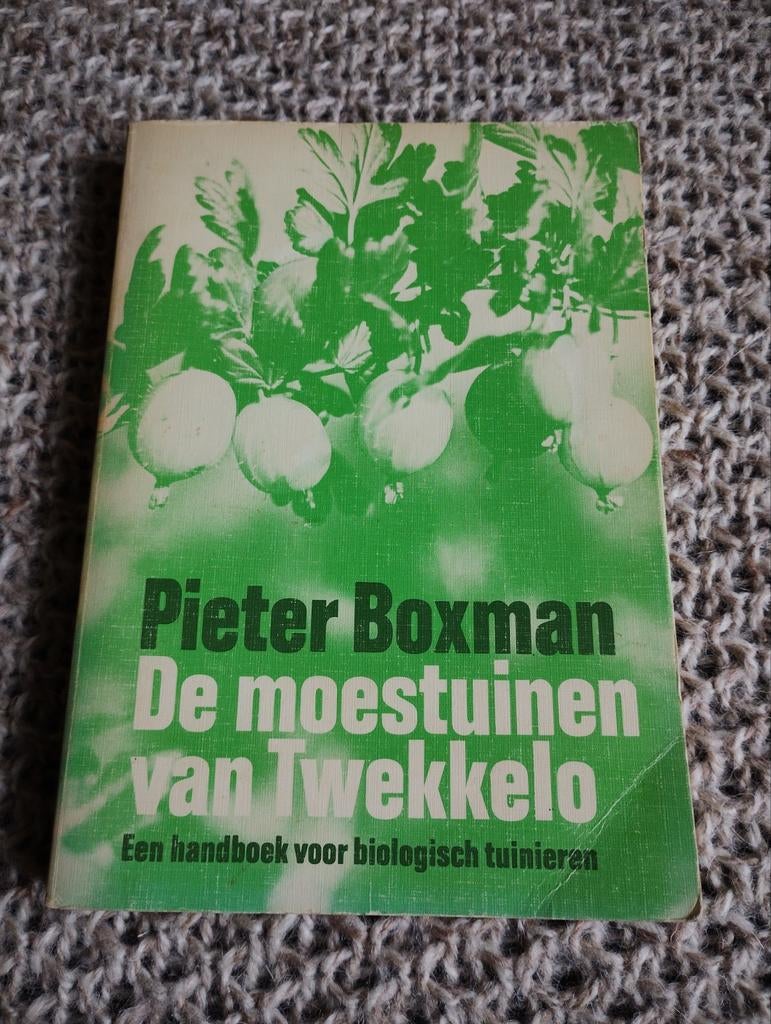 Pieter Boxman
De moestuinen
van Twekkelo
Een handboek voor biologisch tuinieren